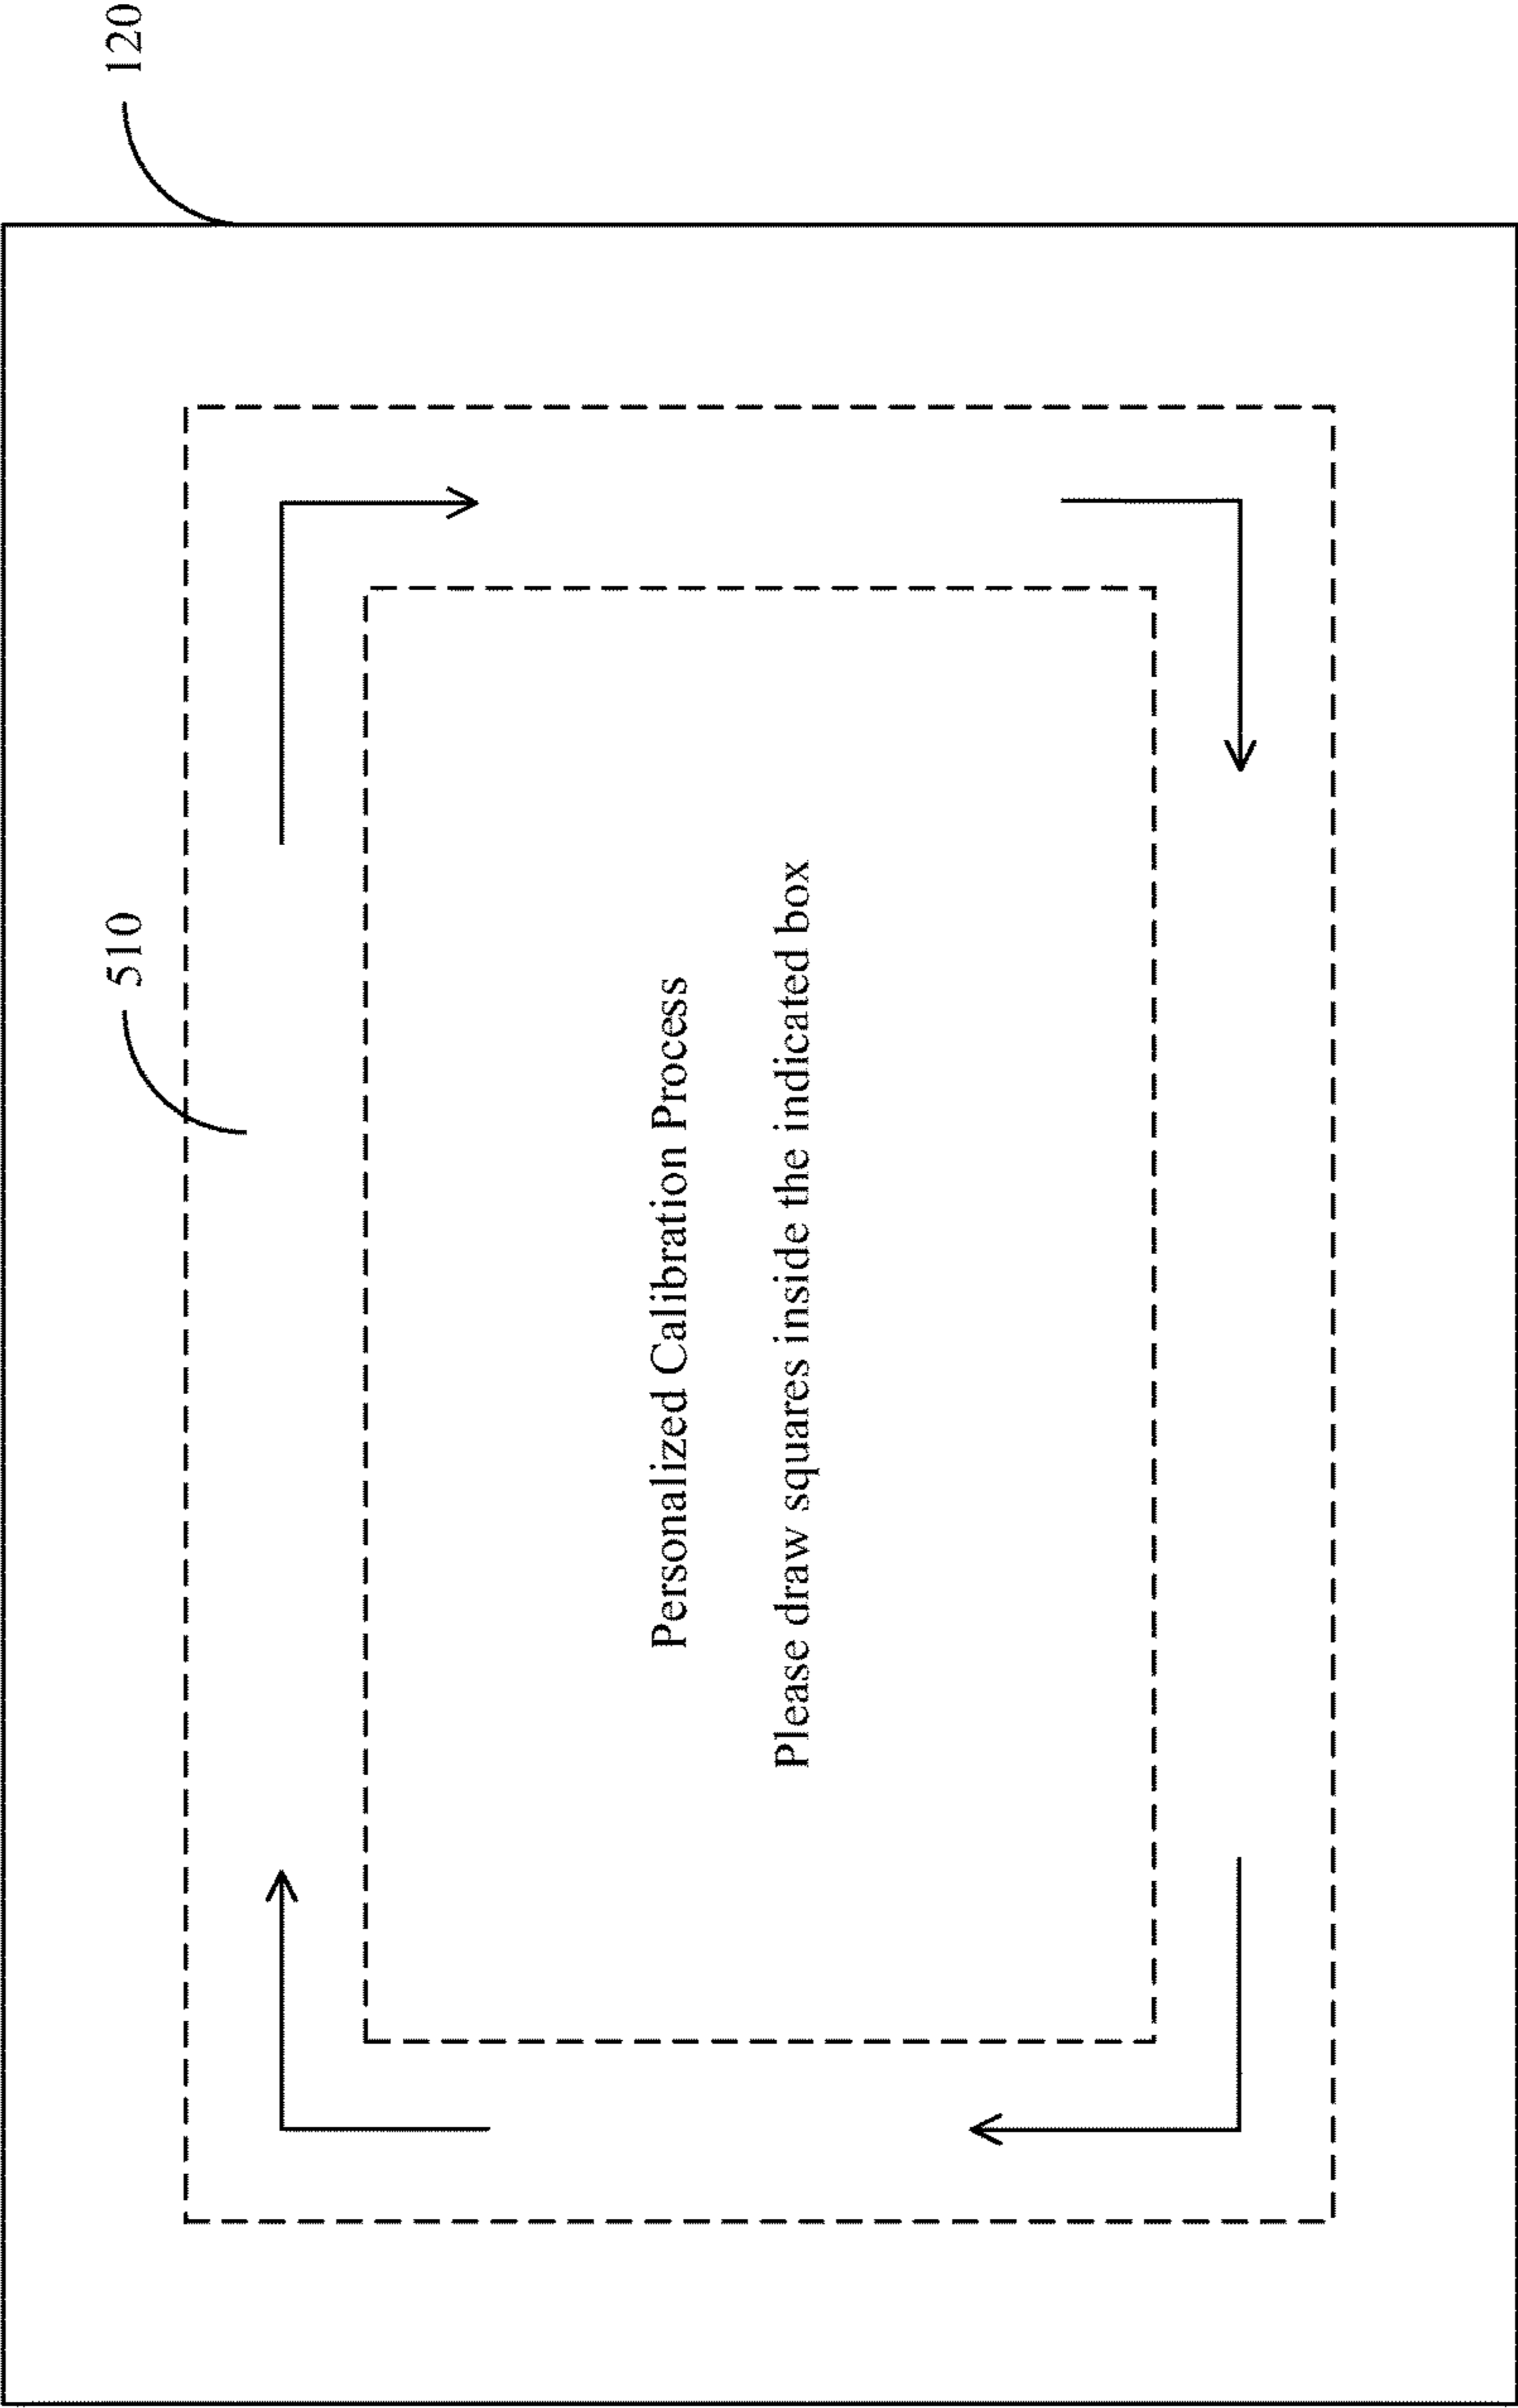 120
510
Personalized Calibration Process
Please draw squares inside the indicated box